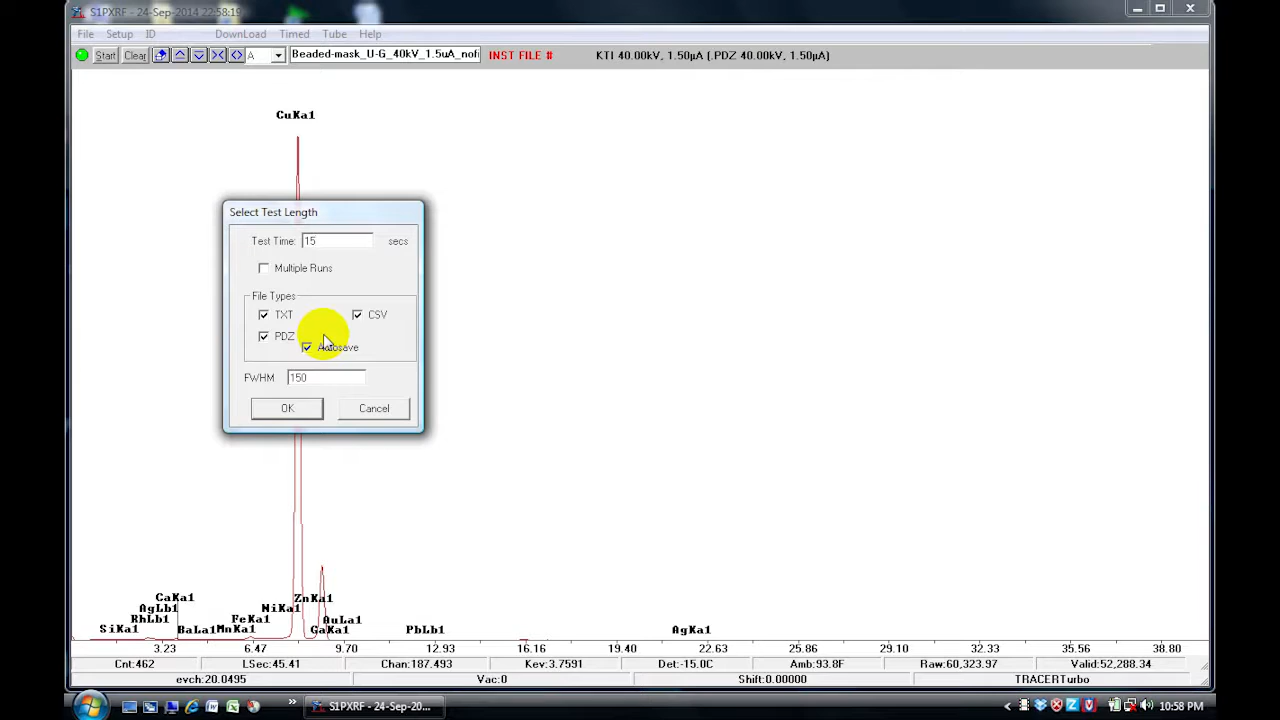 S1PXRF - 24-Sep-2014 22:58:19
File Setup ID DownLoad Timed Tube Help
Start Clear A Beaded-mask_U-G_40kV_1.5uA_nofi INST FILE # KTI 40.00kV, 1.50µA (.PDZ 40.00kV, 1.50µA)
CuKa1
Select Test Length
Test Time: 15 secs
Multiple Runs
File Types
TXT CSV
PDZ
Autosave
FWHM 150
OK Cancel
CaKa1 ZnKa1
AgLb1 NiKa1
RhLb1 FeKa1 AuLa1
SiKa1 BaLa1 MnKa1 GaKa1 PbLb1 AgKa1
3.23 6.47 9.70 12.93 16.16 19.40 22.63 25.86 29.10 32.33 35.56 38.80
Cnt:462 LSec:45.41 Chan:187.493 Kev:3.7591 Det:-15.0C Amb:93.8F Raw:60,323.97 Valid:52,288.34
evch:20.0495 Vac:0 Shift:0.00000 TRACERTurbo
S1PXRF - 24-Sep-20... 10:58 PM